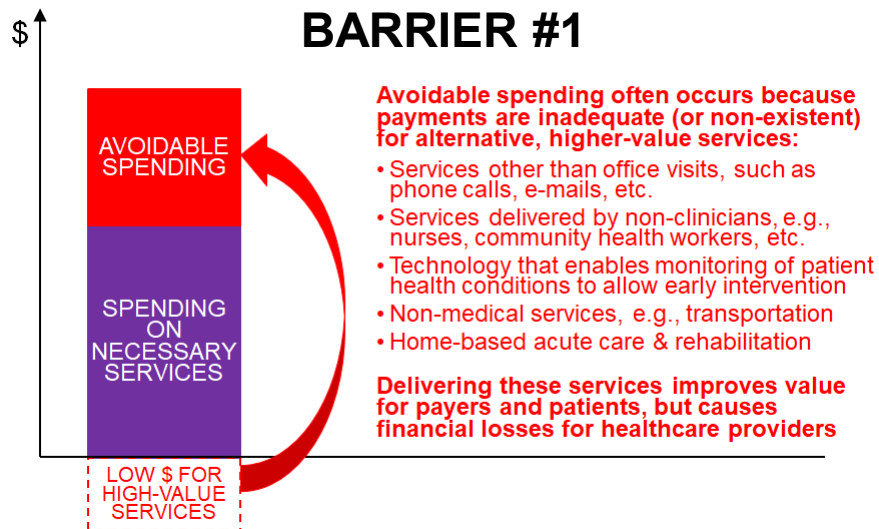 BARRIER #1
$
AVOIDABLE
SPENDING
SPENDING
ON
NECESSARY
SERVICES
LOW $ FOR
HIGH-VALUE
SERVICES
Avoidable spending often occurs because
payments are inadequate (or non-existent)
for alternative, higher-value services:
• Services other than office visits, such as
phone calls, e-mails, etc.
• Services delivered by non-clinicians, e.g.,
nurses, community health workers, etc.
• Technology that enables monitoring of patient
health conditions to allow early intervention
• Non-medical services, e.g., transportation
• Home-based acute care & rehabilitation
Delivering these services improves value
for payers and patients, but causes
financial losses for healthcare providers